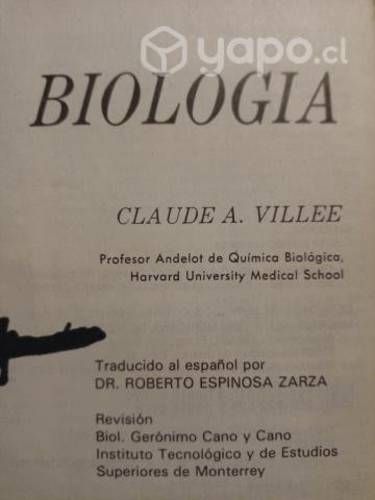 yapo.cl
BIOLOGIA
CLAUDE A. VILLEE
Profesor Andelot de Química Biológica,
Harvard University Medical School
Traducido al español por
DR. ROBERTO ESPINOSA ZARZA
Revisión
Biol. Gerónimo Cano y Cano
Instituto Tecnológico y de Estudios
Superiores de Monterrey